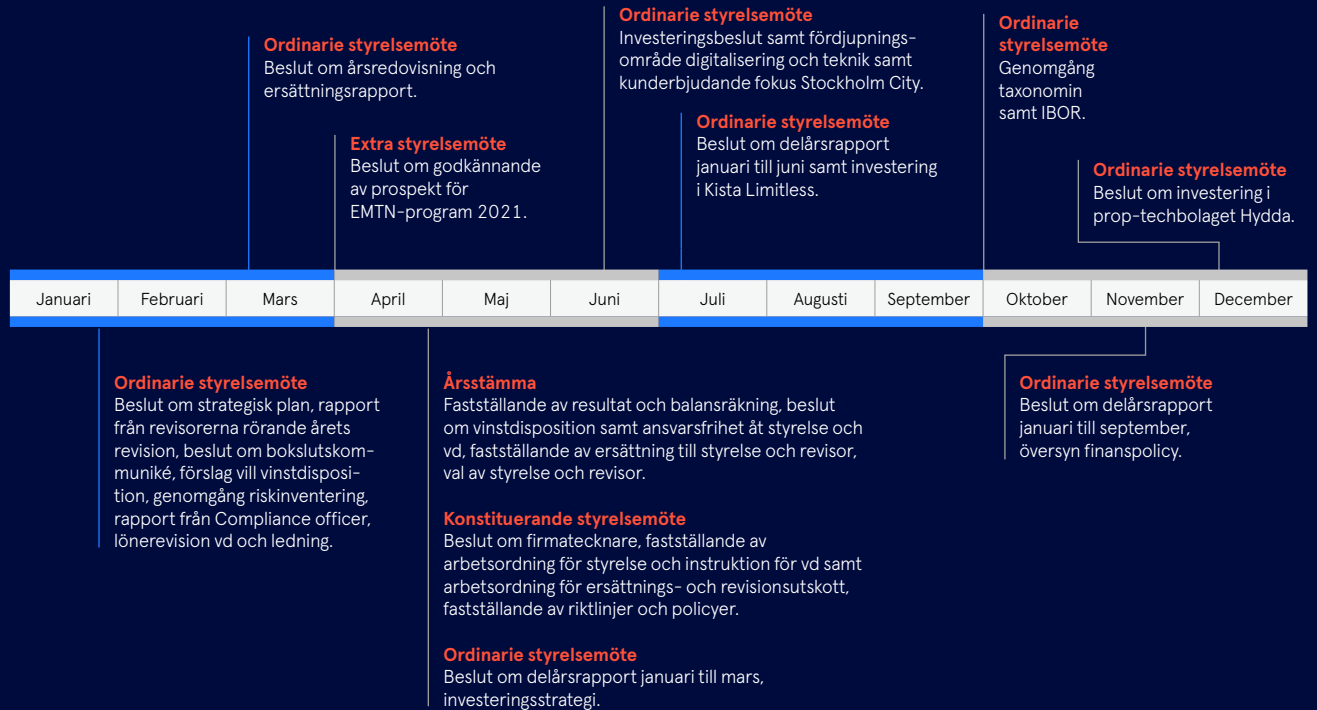 Ordinarie styrelsemöte
Beslut om årsredovisning och
ersättningsrapport.
Extra styrelsemöte
Beslut om godkännande
av prospekt för
EMTN-program 2021.
Ordinarie styrelsemöte
Investeringsbeslut samt fördjupnings-
område digitalisering och teknik samt
kunderbjudande fokus Stockholm City.
Ordinarie styrelsemöte
Beslut om delårsrapport
januari till juni samt investering
i Kista Limitless.
Ordinarie
styrelsemöte
Genomgång
taxonomin
samt IBOR.
Ordinarie styrelsemöte
Beslut om investering i
prop-techbolaget Hydda.
Januari
Februari
Mars
April
Maj
Juni
Juli
Augusti
September
Oktober
November
December
Ordinarie styrelsemöte
Beslut om strategisk plan, rapport
från revisorerna rörande årets
revision, beslut om bokslutskom-
muniké, förslag vill vinstdisposi-
tion, genomgång riskinventering,
rapport från Compliance officer,
lönerevision vd och ledning.
Årsstämma
Fastställande av resultat och balansräkning, beslut
om vinstdisposition samt ansvarsfrihet åt styrelse och
vd, fastställande av ersättning till styrelse och revisor,
val av styrelse och revisor.
Konstituerande styrelsemöte
Beslut om firmatecknare, fastställande av
arbetsordning för styrelse och instruktion för vd samt
arbetsordning för ersättnings- och revisionsutskott,
fastställande av riktlinjer och policyer.
Ordinarie styrelsemöte
Beslut om delårsrapport januari till mars,
investeringsstrategi.
Ordinarie styrelsemöte
Beslut om delårsrapport
januari till september,
översyn finanspolicy.